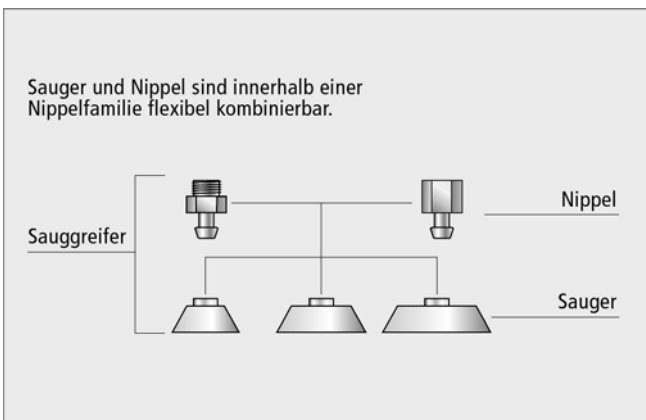 Sauger und Nippel sind innerhalb einer
Nippelfamilie flexibel kombinierbar.
Nippel
Sauggreifer
Sauger